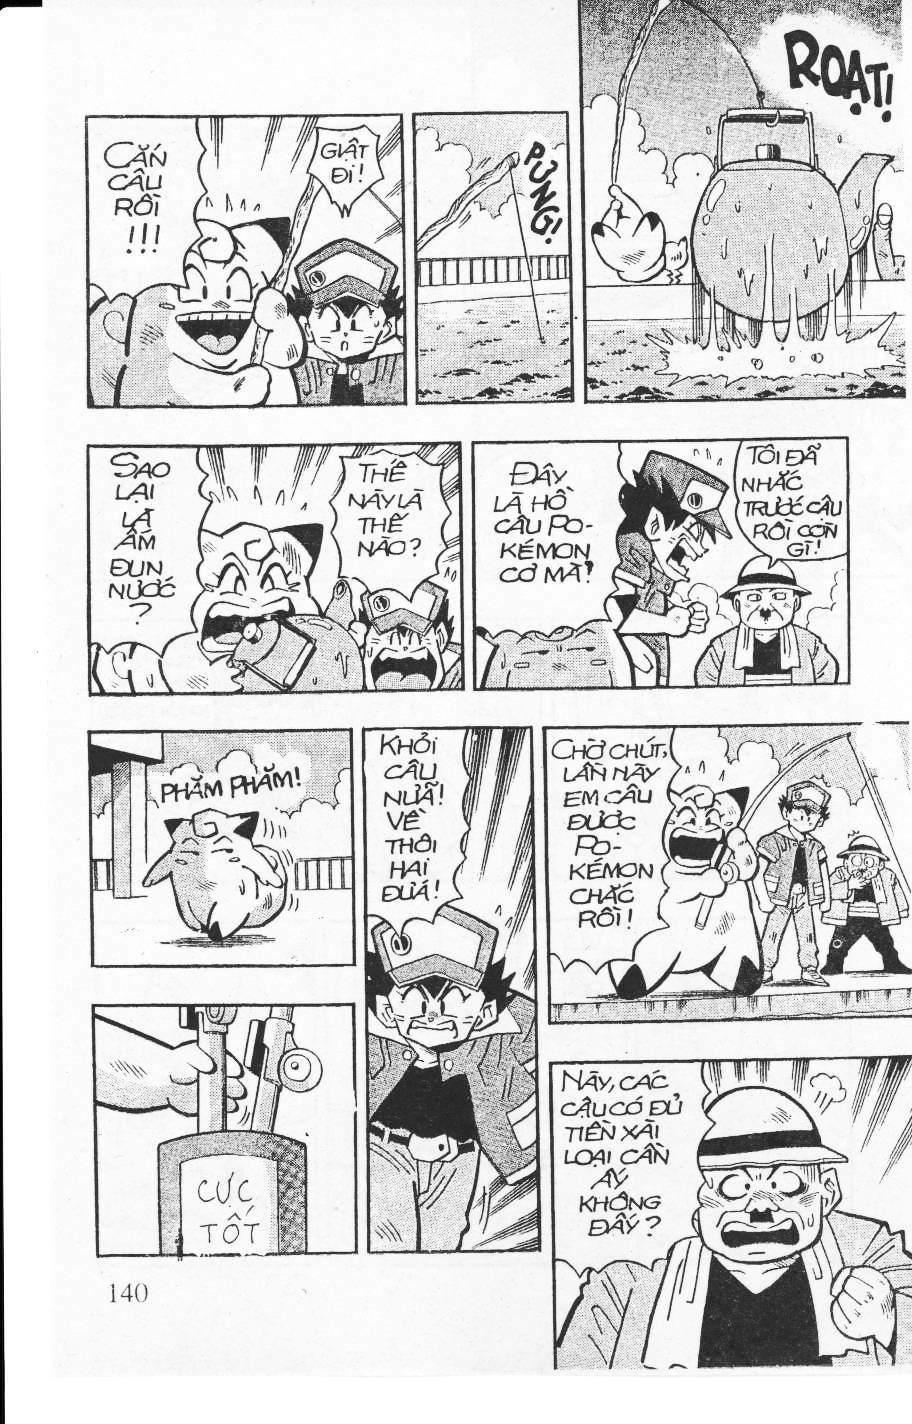 CẮN
CÂU
RỒI
!!!
GIẬT
ĐI!
PỪNG!
ROẠT!
SAO
LẠI
LÀ
ẤM
ĐUN
NƯỚC
?
THẾ
NÀY LÀ
THẾ
NÀO?
ĐÂY
LÀ HỒ
CÂU PO-
KÉMON
CƠ MÀ!
TÔI ĐÃ
NHẮC
TRƯỚC CÂU
RỒI CÒN
GÌ!
PHĂM PHĂM!
KHỎI
CÂU
NỮA!
VỀ
THÔI
HAI
ĐỨA!
CHỜ CHÚT,
LẦN NÀY
EM CÂU
ĐƯỢC
PO-
KÉMON
CHẮC
RỒI!
CỰC
TỐT
NÀY, CÁC
CẬU CÓ ĐỦ
TIỀN XÀI
LOẠI CẦN
ẤY
KHÔNG
ĐẤY?
140